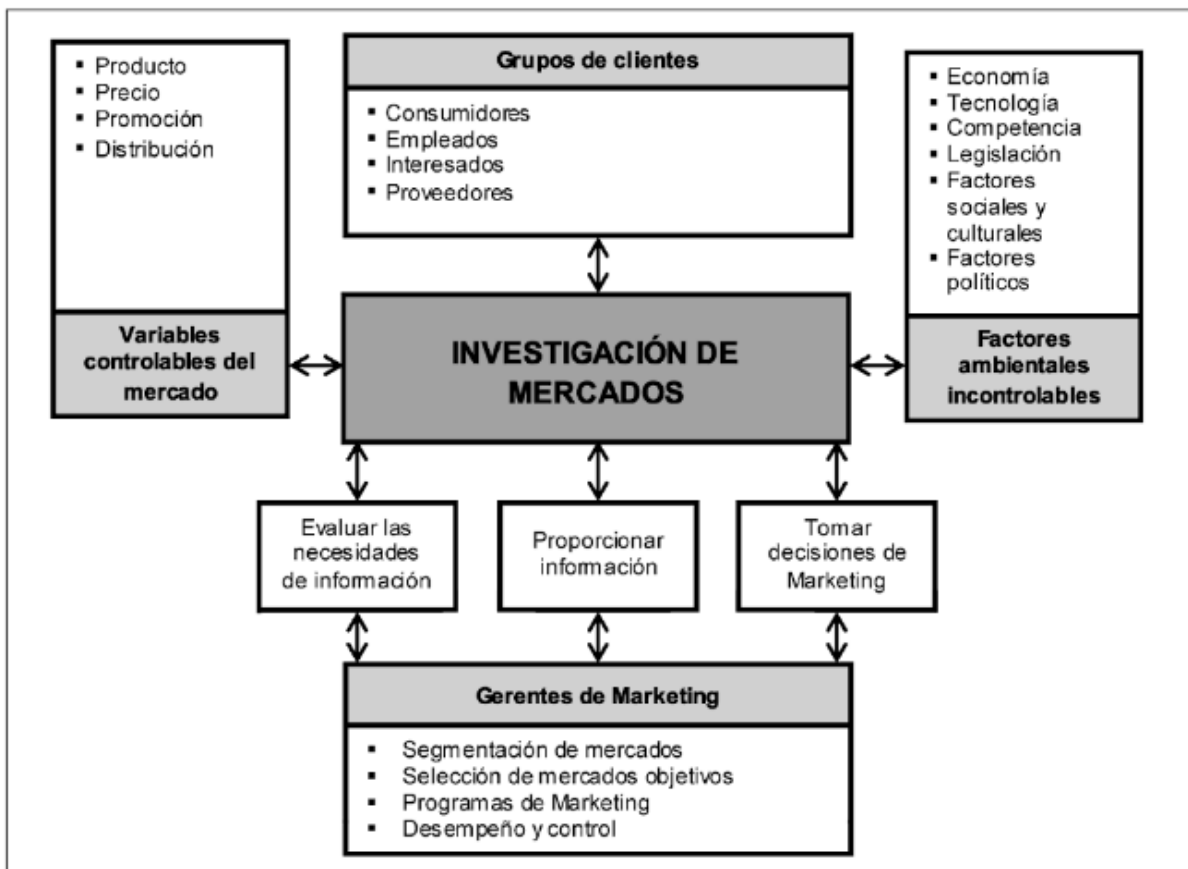 Producto
Precio
Promoción
Distribución
Variables
controlables del
mercado
Grupos de clientes
Consumidores
Empleados
Interesados
Proveedores
Economía
Tecnología
Competencia
Legislación
Factores
sociales y
culturales
Factores
políticos
Factores
ambientales
incontrolables
INVESTIGACIÓN DE
MERCADOS
Evaluar las
necesidades
de información
Proporcionar
información
Tomar
decisiones de
Marketing
Gerentes de Marketing
Segmentación de mercados
Selección de mercados objetivos
Programas de Marketing
Desempeño y control